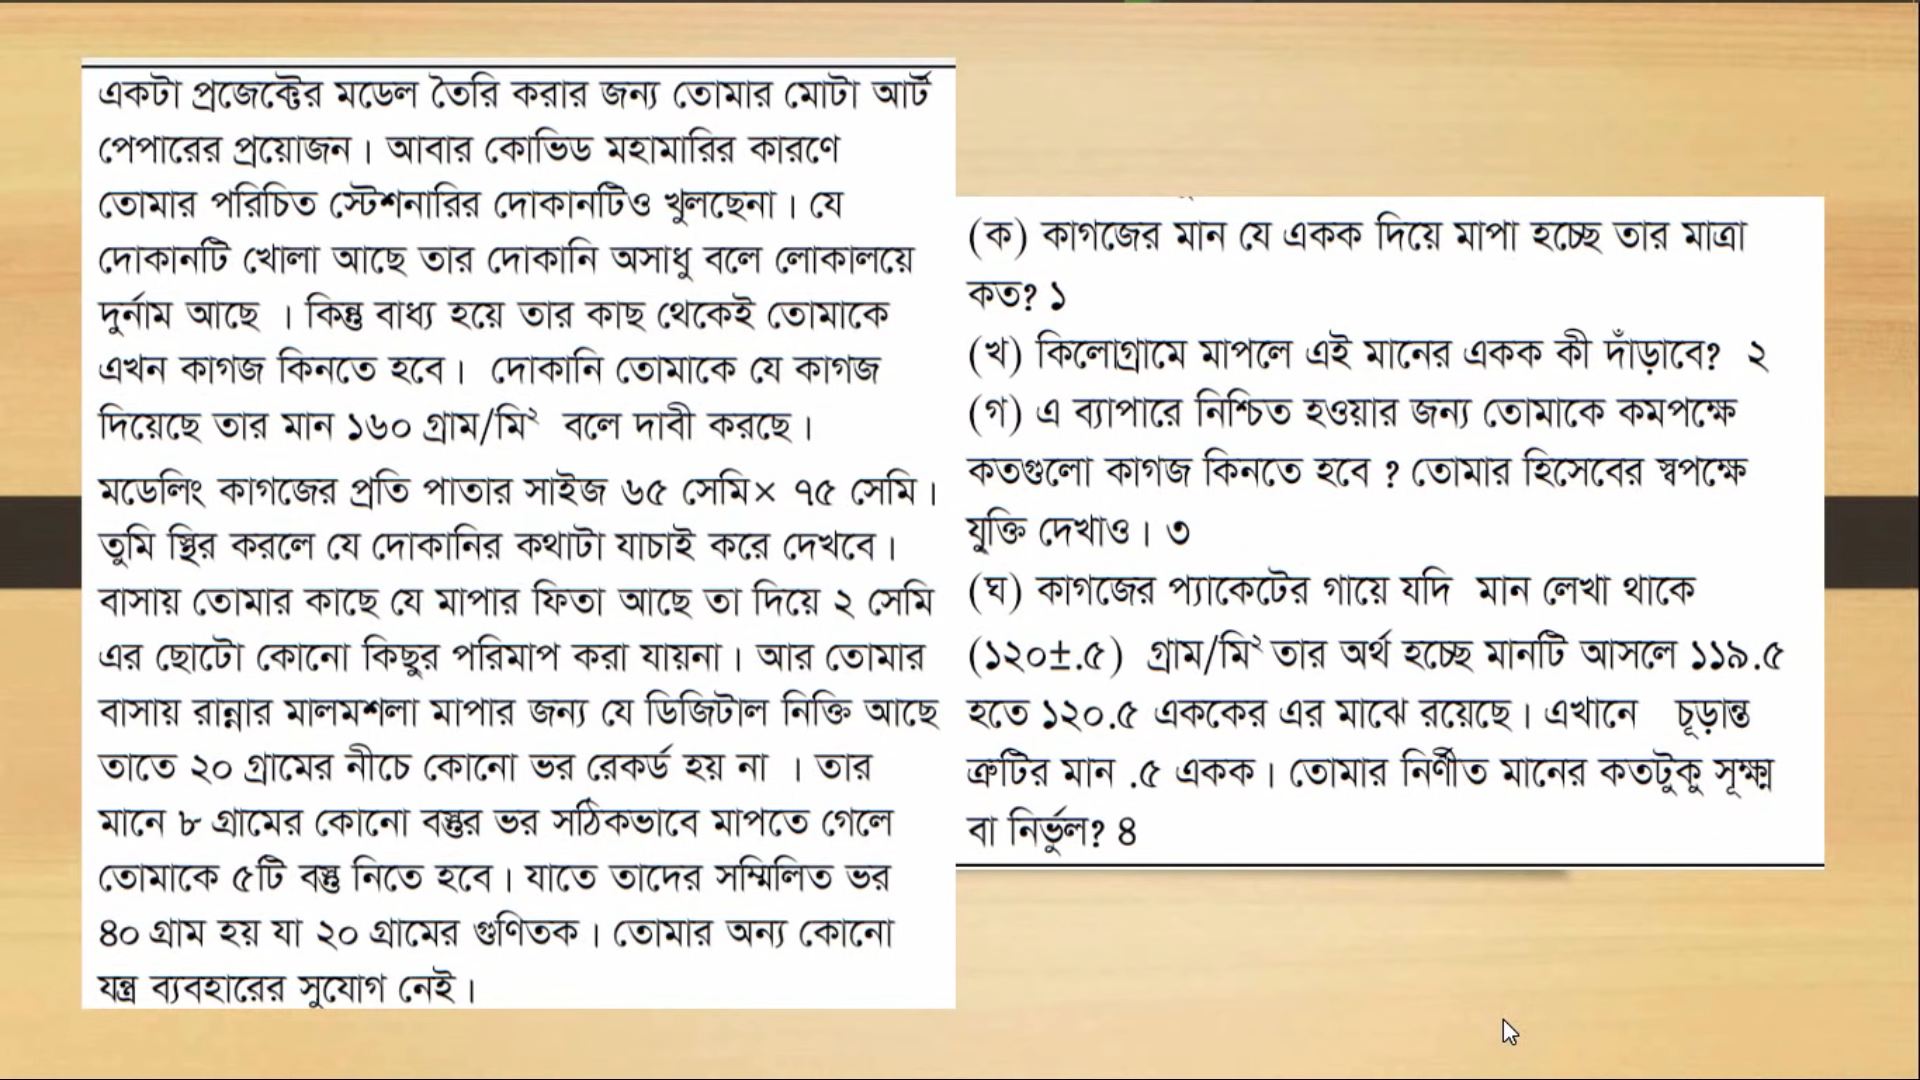 একটা প্রজেক্টের মডেল তৈরি করার জন্য তোমার মোটা আর্ট
পেপারের প্রয়োজন। আবার কোভিড মহামারির কারণে
তোমার পরিচিত স্টেশনারির দোকানটিও খুলছেনা। যে
দোকানটি খোলা আছে তার দোকানি অসাধু বলে লোকালয়ে
দুর্নাম আছে । কিন্তু বাধ্য হয়ে তার কাছ থেকেই তোমাকে
এখন কাগজ কিনতে হবে। দোকানি তোমাকে যে কাগজ
দিয়েছে তার মান ১৬০ গ্রাম/মি² বলে দাবী করছে।
মডেলিং কাগজের প্রতি পাতার সাইজ ৬৫ সেমি× ৭৫ সেমি।
তুমি স্থির করলে যে দোকানির কথাটা যাচাই করে দেখবে।
বাসায় তোমার কাছে যে মাপার ফিতা আছে তা দিয়ে ২ সেমি
এর ছোটো কোনো কিছুর পরিমাপ করা যায়না। আর তোমার
বাসায় রান্নার মালমশলা মাপার জন্য যে ডিজিটাল নিক্তি আছে
তাতে ২০ গ্রামের নীচে কোনো ভর রেকর্ড হয় না । তার
মানে ৮ গ্রামের কোনো বস্তুর ভর সঠিকভাবে মাপতে গেলে
তোমাকে ৫টি বস্তু নিতে হবে। যাতে তাদের সম্মিলিত ভর
৪০ গ্রাম হয় যা ২০ গ্রামের গুণিতক। তোমার অন্য কোনো
যন্ত্র ব্যবহারের সুযোগ নেই।
(ক) কাগজের মান যে একক দিয়ে মাপা হচ্ছে তার মাত্রা
কত? ১
(খ) কিলোগ্রামে মাপলে এই মানের একক কী দাঁড়াবে? ২
(গ) এ ব্যাপারে নিশ্চিত হওয়ার জন্য তোমাকে কমপক্ষে
কতগুলো কাগজ কিনতে হবে ? তোমার হিসেবের স্বপক্ষে
যুক্তি দেখাও। ৩
(ঘ) কাগজের প্যাকেটের গায়ে যদি মান লেখা থাকে
(১২০±.৫) গ্রাম/মি² তার অর্থ হচ্ছে মানটি আসলে ১১৯.৫
হতে ১২০.৫ এককের এর মাঝে রয়েছে। এখানে চূড়ান্ত
ত্রুটির মান .৫ একক। তোমার নির্ণীত মানের কতটুকু সূক্ষ্ম
বা নির্ভুল? ৪